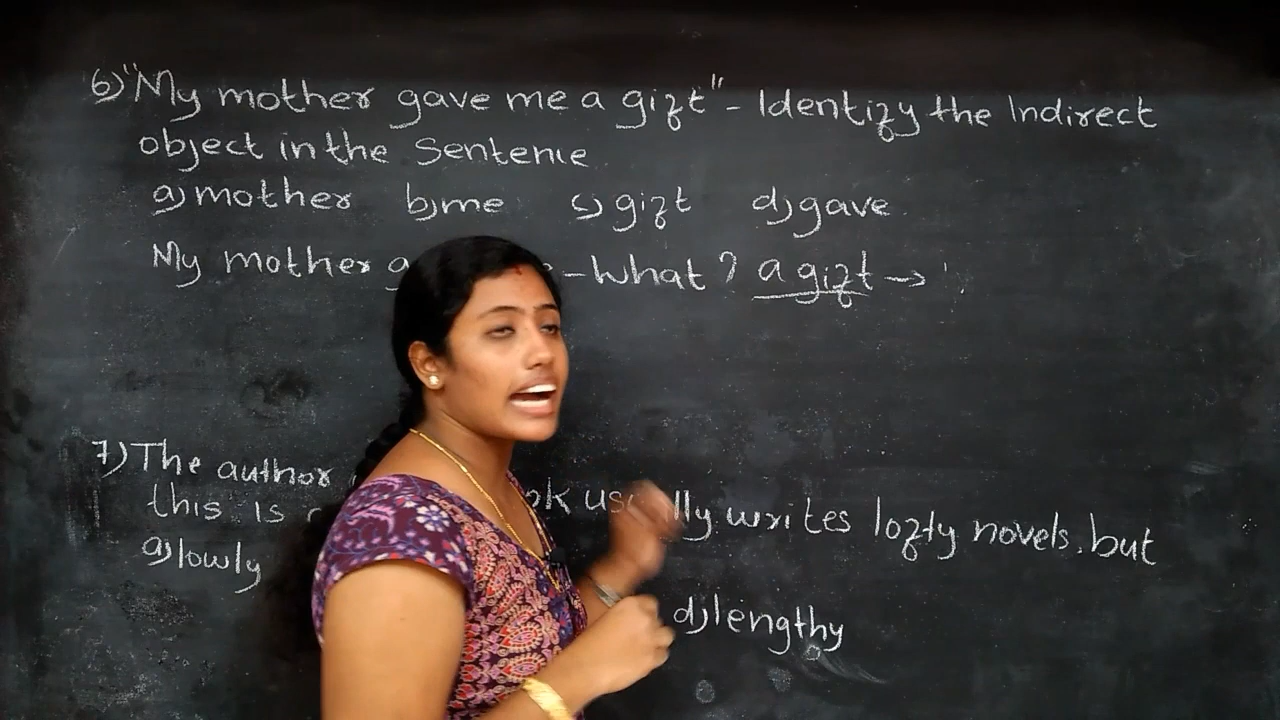 6) "My mother gave me a gift" - Identify the Indirect
object in the Sentence.
a) mother b) me c) gift d) gave.
My mother - What ? a gift →
7) The author usually writes lofty novels, but
this is
a) lowly
d) lengthy